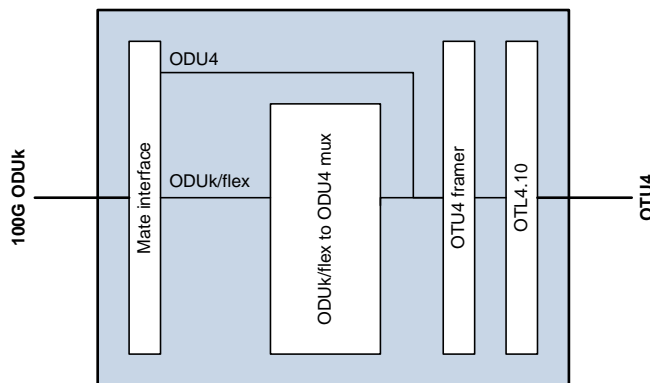 100G ODUk
Mate interface
ODU4
ODUk/flex
ODUk/flex to ODU4 mux
OTU4 framer
OTL4.10
OTU4